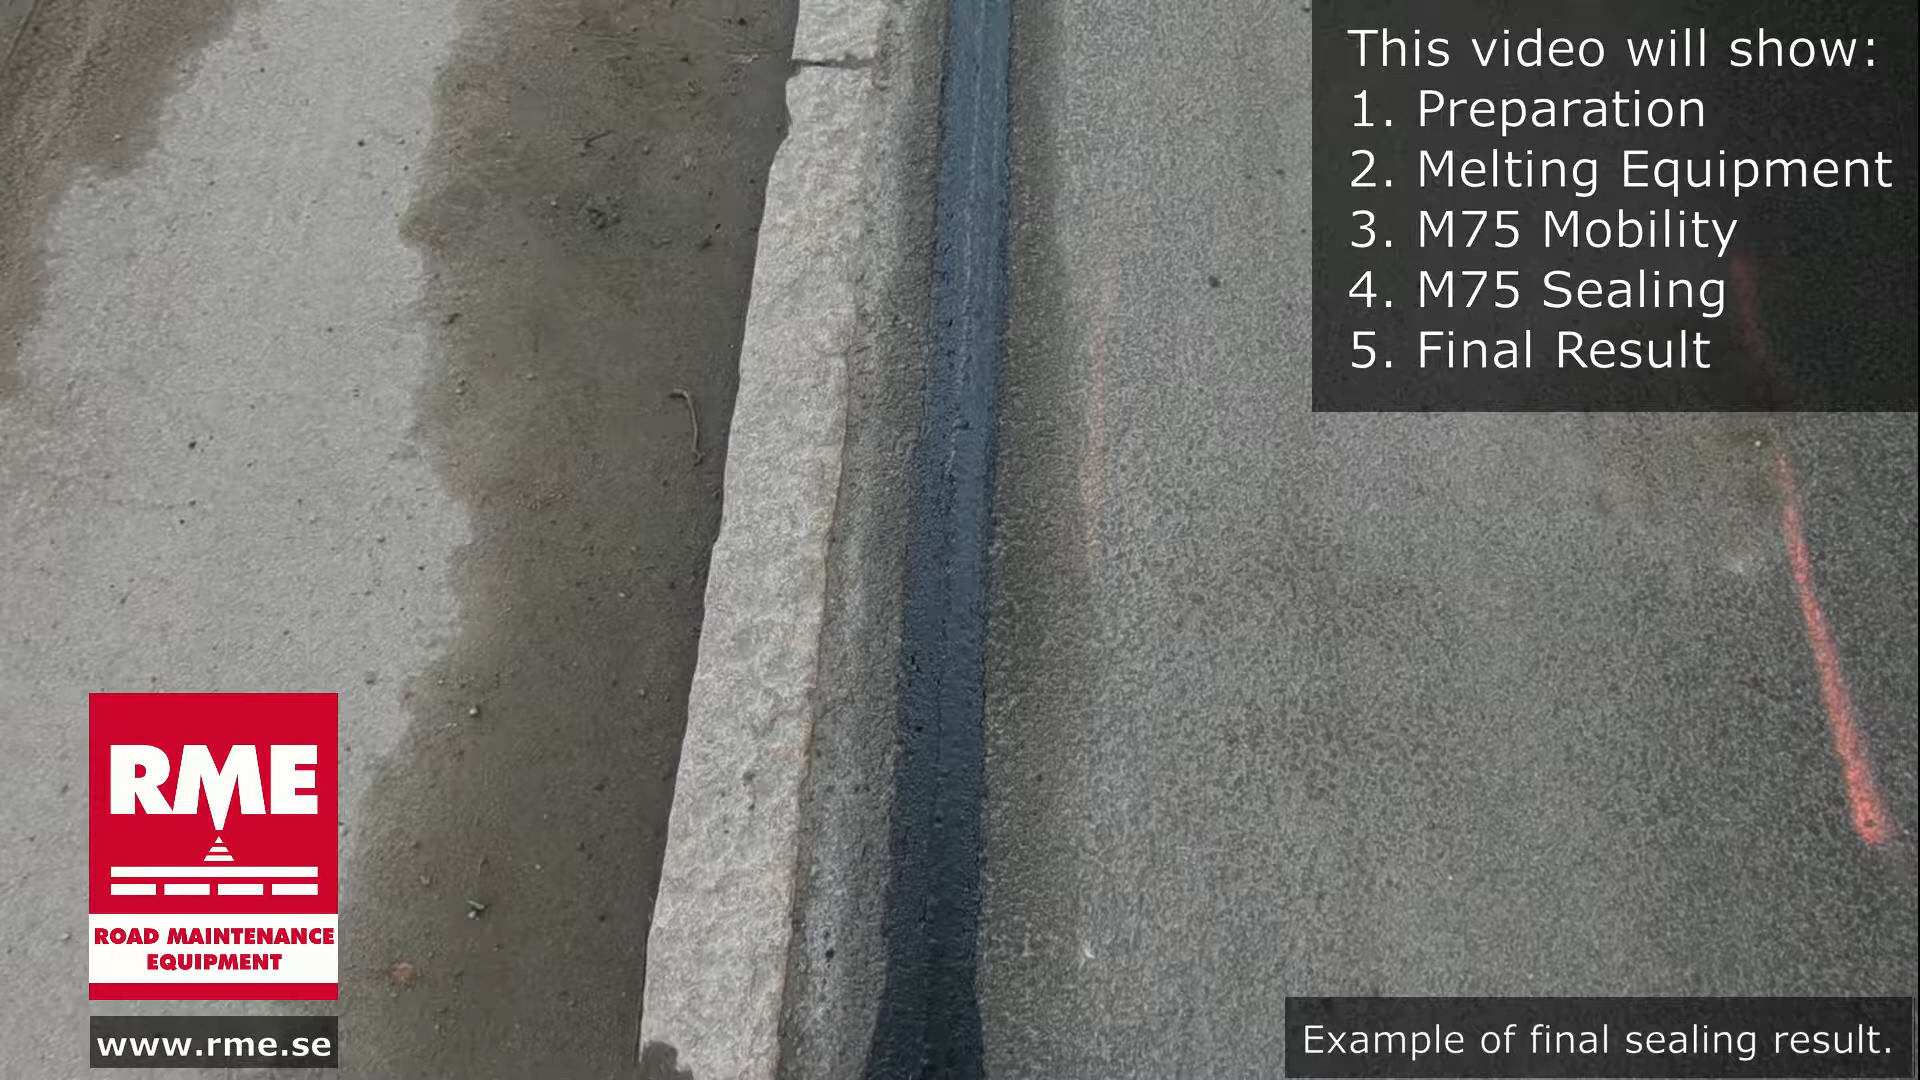 This video will show:
1. Preparation
2. Melting Equipment
3. M75 Mobility
4. M75 Sealing
5. Final Result
RME
ROAD MAINTENANCE
EQUIPMENT
www.rme.se
Example of final sealing result.